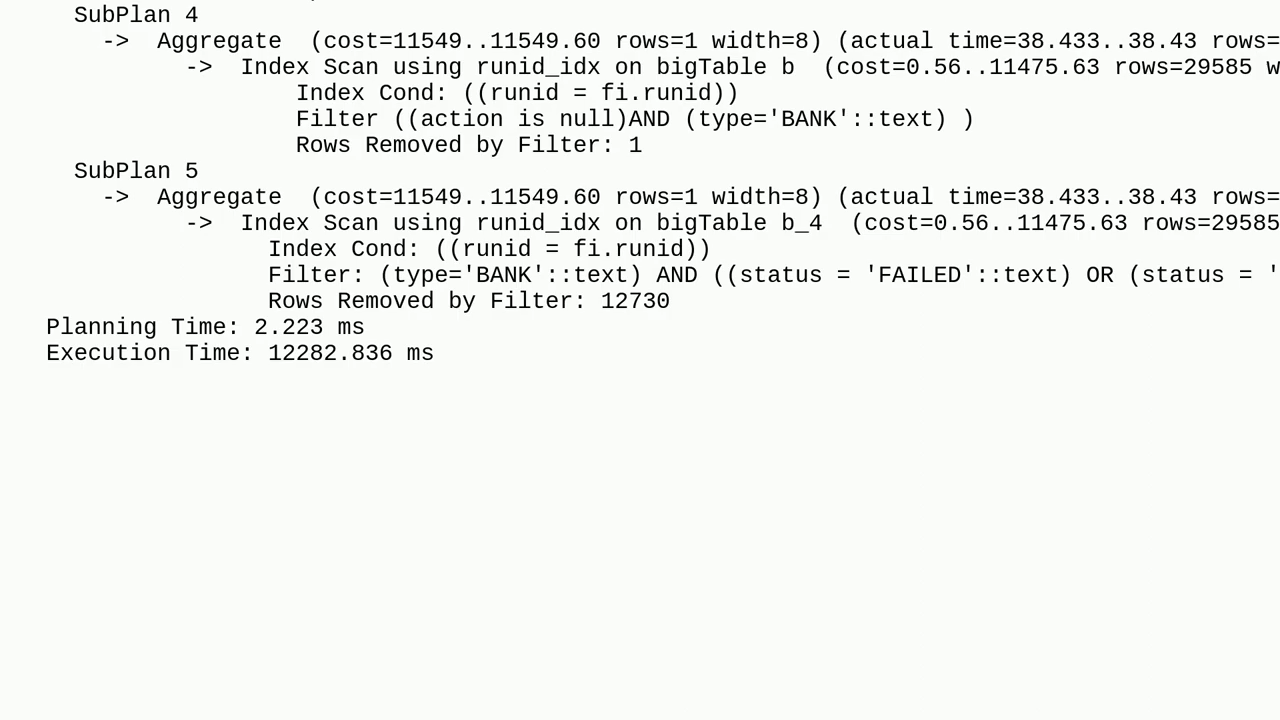 SubPlan 4
-> Aggregate (cost=11549..11549.60 rows=1 width=8) (actual time=38.433..38.43 rows=
-> Index Scan using runid_idx on bigTable b (cost=0.56..11475.63 rows=29585 w
Index Cond: ((runid = fi.runid))
Filter ((action is null)AND (type='BANK'::text) )
Rows Removed by Filter: 1
SubPlan 5
-> Aggregate (cost=11549..11549.60 rows=1 width=8) (actual time=38.433..38.43 rows=
-> Index Scan using runid_idx on bigTable b_4 (cost=0.56..11475.63 rows=29585
Index Cond: ((runid = fi.runid))
Filter: (type='BANK'::text) AND ((status = 'FAILED'::text) OR (status = '
Rows Removed by Filter: 12730
Planning Time: 2.223 ms
Execution Time: 12282.836 ms